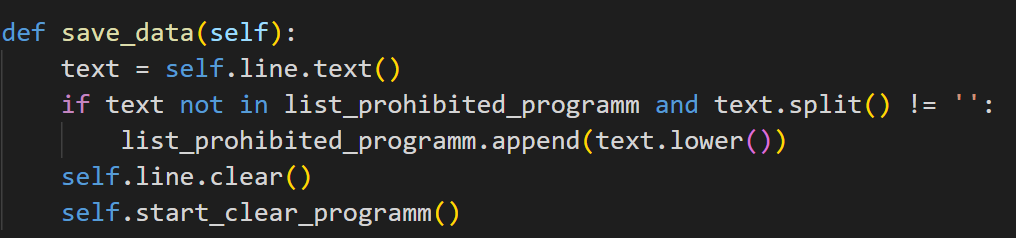 def save_data(self):
    text = self.line.text()
    if text not in list_prohibited_programm and text.split() != '':
        list_prohibited_programm.append(text.lower())
    self.line.clear()
    self.start_clear_programm()